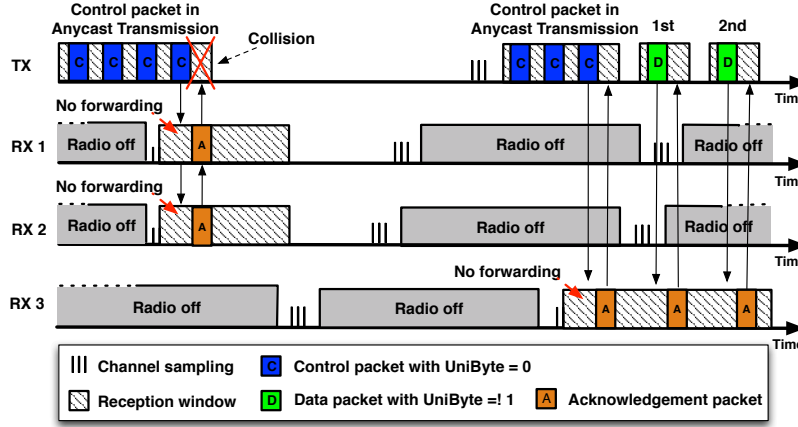 Control packet in
Anycast Transmission
Collision
Control packet in
Anycast Transmission
1st
2nd
TX
C C C C
C C C
D
D
Time
No forwarding
RX 1
Radio off
A
Radio off
Radio off
Time
No forwarding
RX 2
Radio off
A
Radio off
Radio off
Time
No forwarding
RX 3
Radio off
Radio off
A
A
A
Time
Channel sampling
C Control packet with UniByte = 0
Reception window
D Data packet with UniByte =! 1
A Acknowledgement packet